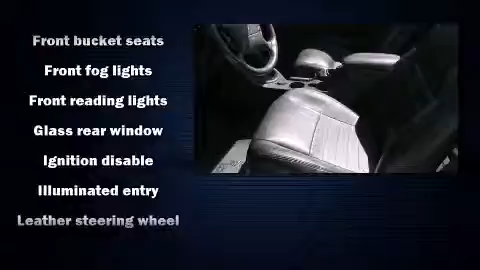 Front bucket seats
Front fog lights
Front reading lights
Glass rear window
Ignition disable
Illuminated entry
Leather steering wheel